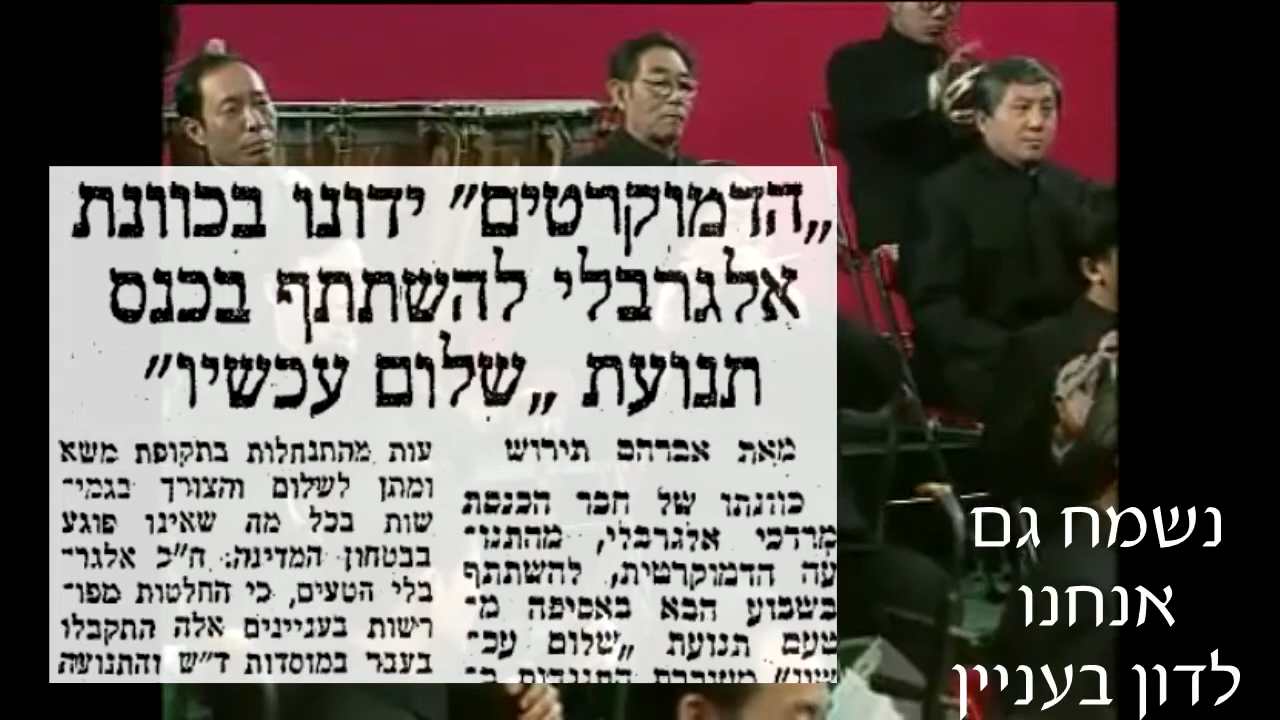 „הדמוקרטים״ ידונו בכוונת
אלגרבלי להשתתף בכנס
תנועת „שלום עכשיו״
מאת אברהם תירוש
כוונתו של חבר הכנסת
מרדכי אלגרבלי, מהתנו־
עה הדמוקרטית, להשתתף
בשבוע הבא באסיפה מ־
טעם תנועת „שלום עכ־
עות מהתנחלות בתקופת משא
ומתן לשלום והצורך בגמי־
שות בכל מה שאינו פוגע
בבטחון המדינה. ח״כ אלגר־
בלי הטעים, כי החלטות מפו־
רשות בעניינים אלה התקבלו
בעבר במוסדות ד״ש והתנועה
נשמח גם
אנחנו
לדון בעניין